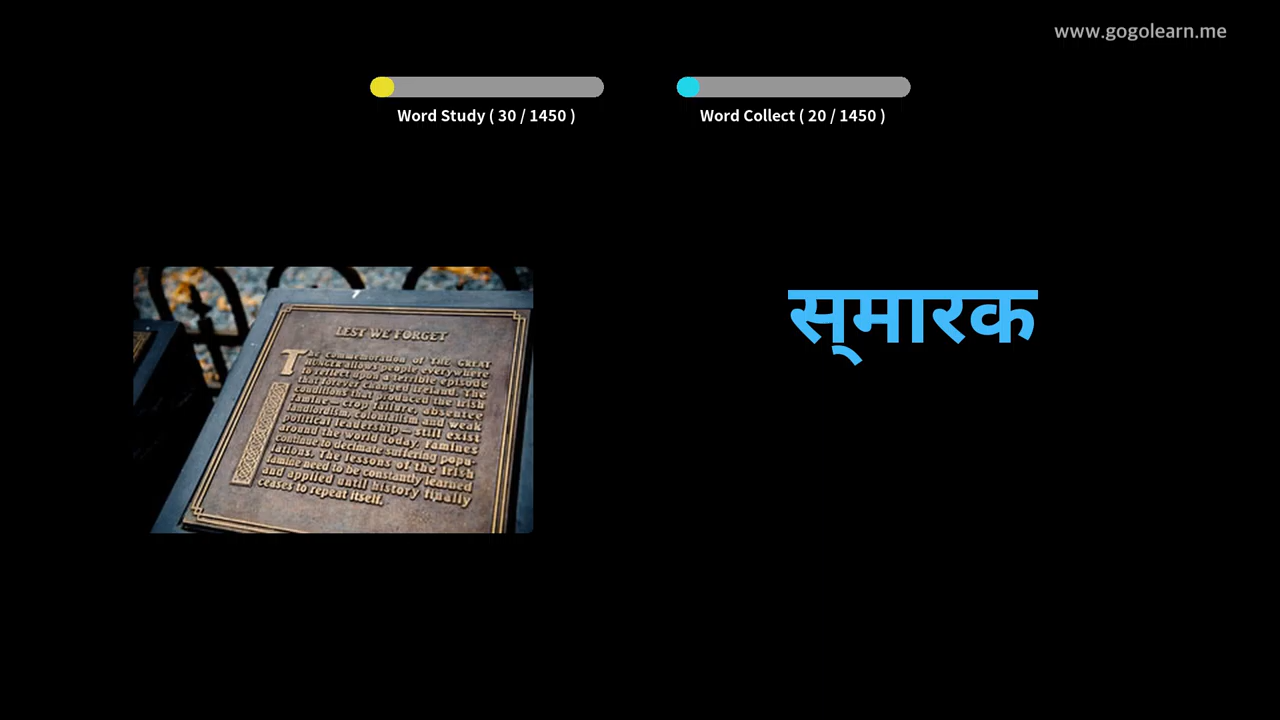 www.gogolearn.me
Word Study ( 30 / 1450 )
Word Collect ( 20 / 1450 )
LEST WE FORGET
The commemoration of THE GREAT
HUNGER allows people everywhere
to reflect upon a terrible episode
that forever changed Ireland. The
conditions that produced the Irish
famine—crop failure, absentee
landlordism, colonialism and weak
political leadership—still exist
around the world today. Famines
continue to decimate suffering popu-
lations. The lessons of the Irish
famine need to be constantly learned
and applied until history finally
ceases to repeat itself.
स्‌मारक